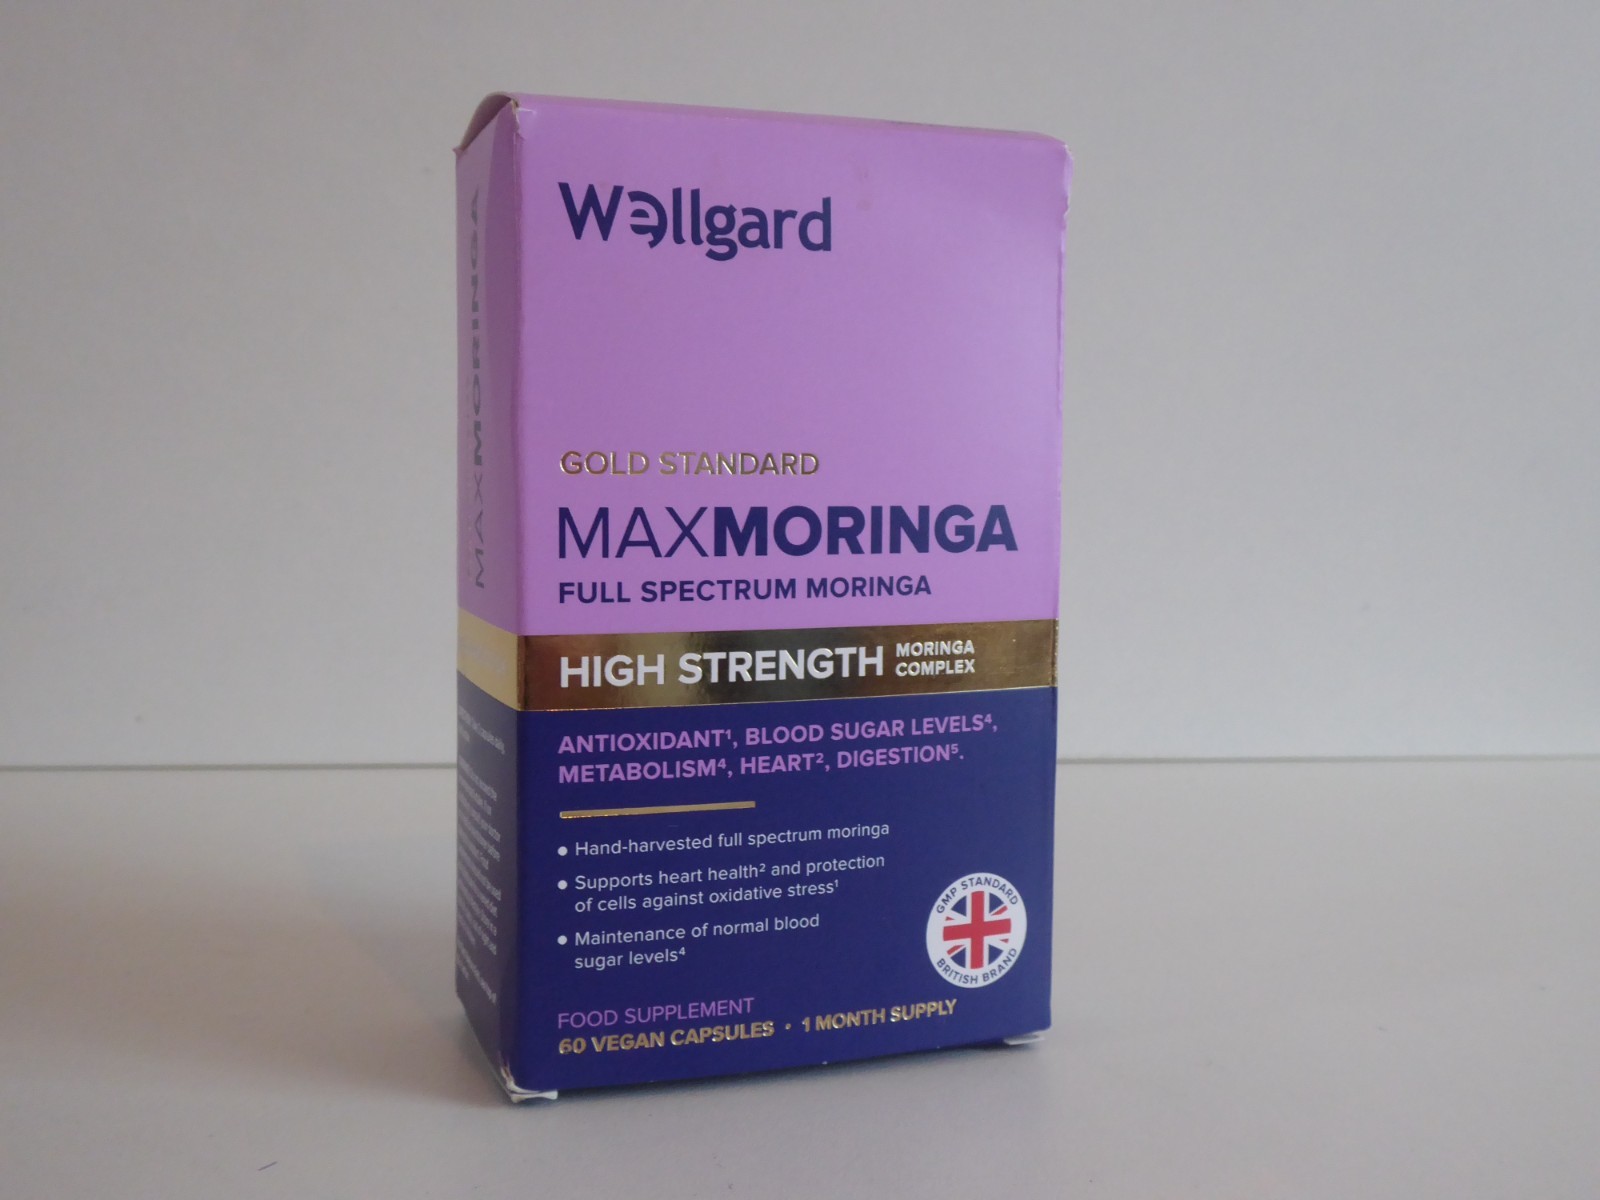 Wellgard
GOLD STANDARD
MAXMORINGA
FULL SPECTRUM MORINGA
HIGH STRENGTH MORINGA
COMPLEX
ANTIOXIDANT¹, BLOOD SUGAR LEVELS⁴,
METABOLISM⁴, HEART², DIGESTION⁵.
• Hand-harvested full spectrum moringa
• Supports heart health² and protection
of cells against oxidative stress¹
• Maintenance of normal blood
sugar levels⁴
GMP STANDARD
BRITISH BRAND
FOOD SUPPLEMENT
60 VEGAN CAPSULES • 1 MONTH SUPPLY
MAXMORINGA